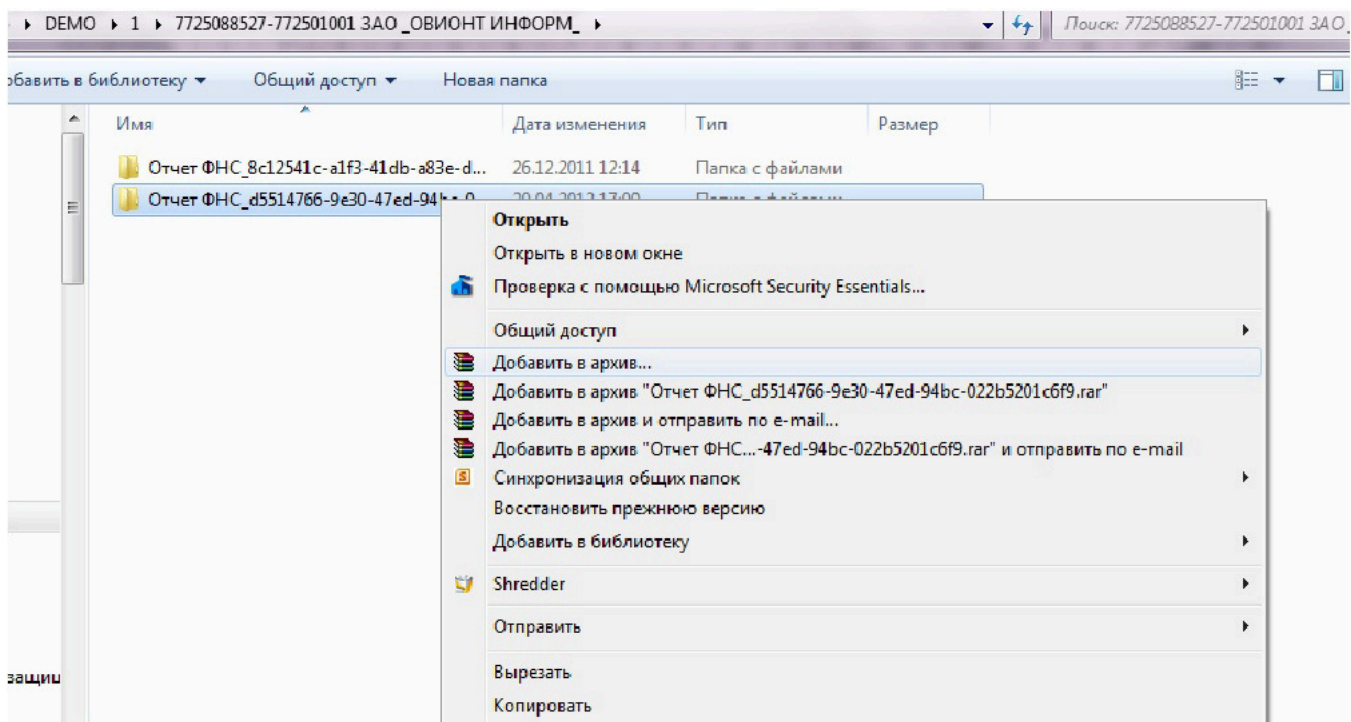 DEMO ▸ 1 ▸ 7725088527-772501001 ЗАО _ОВИОНТ ИНФОРМ_ ▸
Поиск: 7725088527-772501001 ЗАО_
обавить в библиотеку Общий доступ Новая папка
Имя Дата изменения Тип Размер
Отчет ФНС_8c12541c-a1f3-41db-a83e-d... 26.12.2011 12:14 Папка с файлами
Отчет ФНС_d5514766-9e30-47ed-94
Открыть
Открыть в новом окне
Проверка с помощью Microsoft Security Essentials...
Общий доступ
Добавить в архив...
Добавить в архив "Отчет ФНС_d5514766-9e30-47ed-94bc-022b5201c6f9.rar"
Добавить в архив и отправить по e-mail...
Добавить в архив "Отчет ФНС...-47ed-94bc-022b5201c6f9.rar" и отправить по e-mail
Синхронизация общих папок
Восстановить прежнюю версию
Добавить в библиотеку
Shredder
Отправить
защищ
Вырезать
Копировать